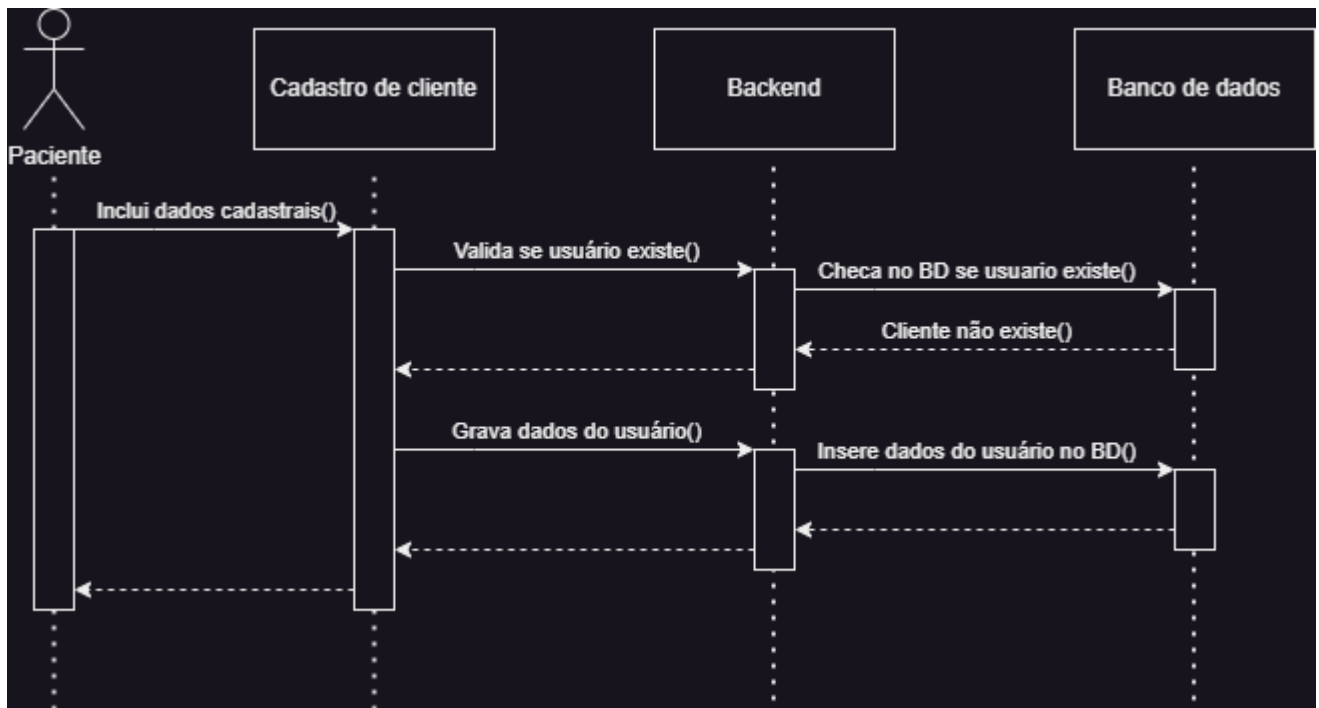 Cadastro de cliente
Backend
Banco de dados
Paciente
Inclui dados cadastrais()
Valida se usuário existe()
Checa no BD se usuario existe()
Cliente não existe()
Grava dados do usuário()
Insere dados do usuário no BD()